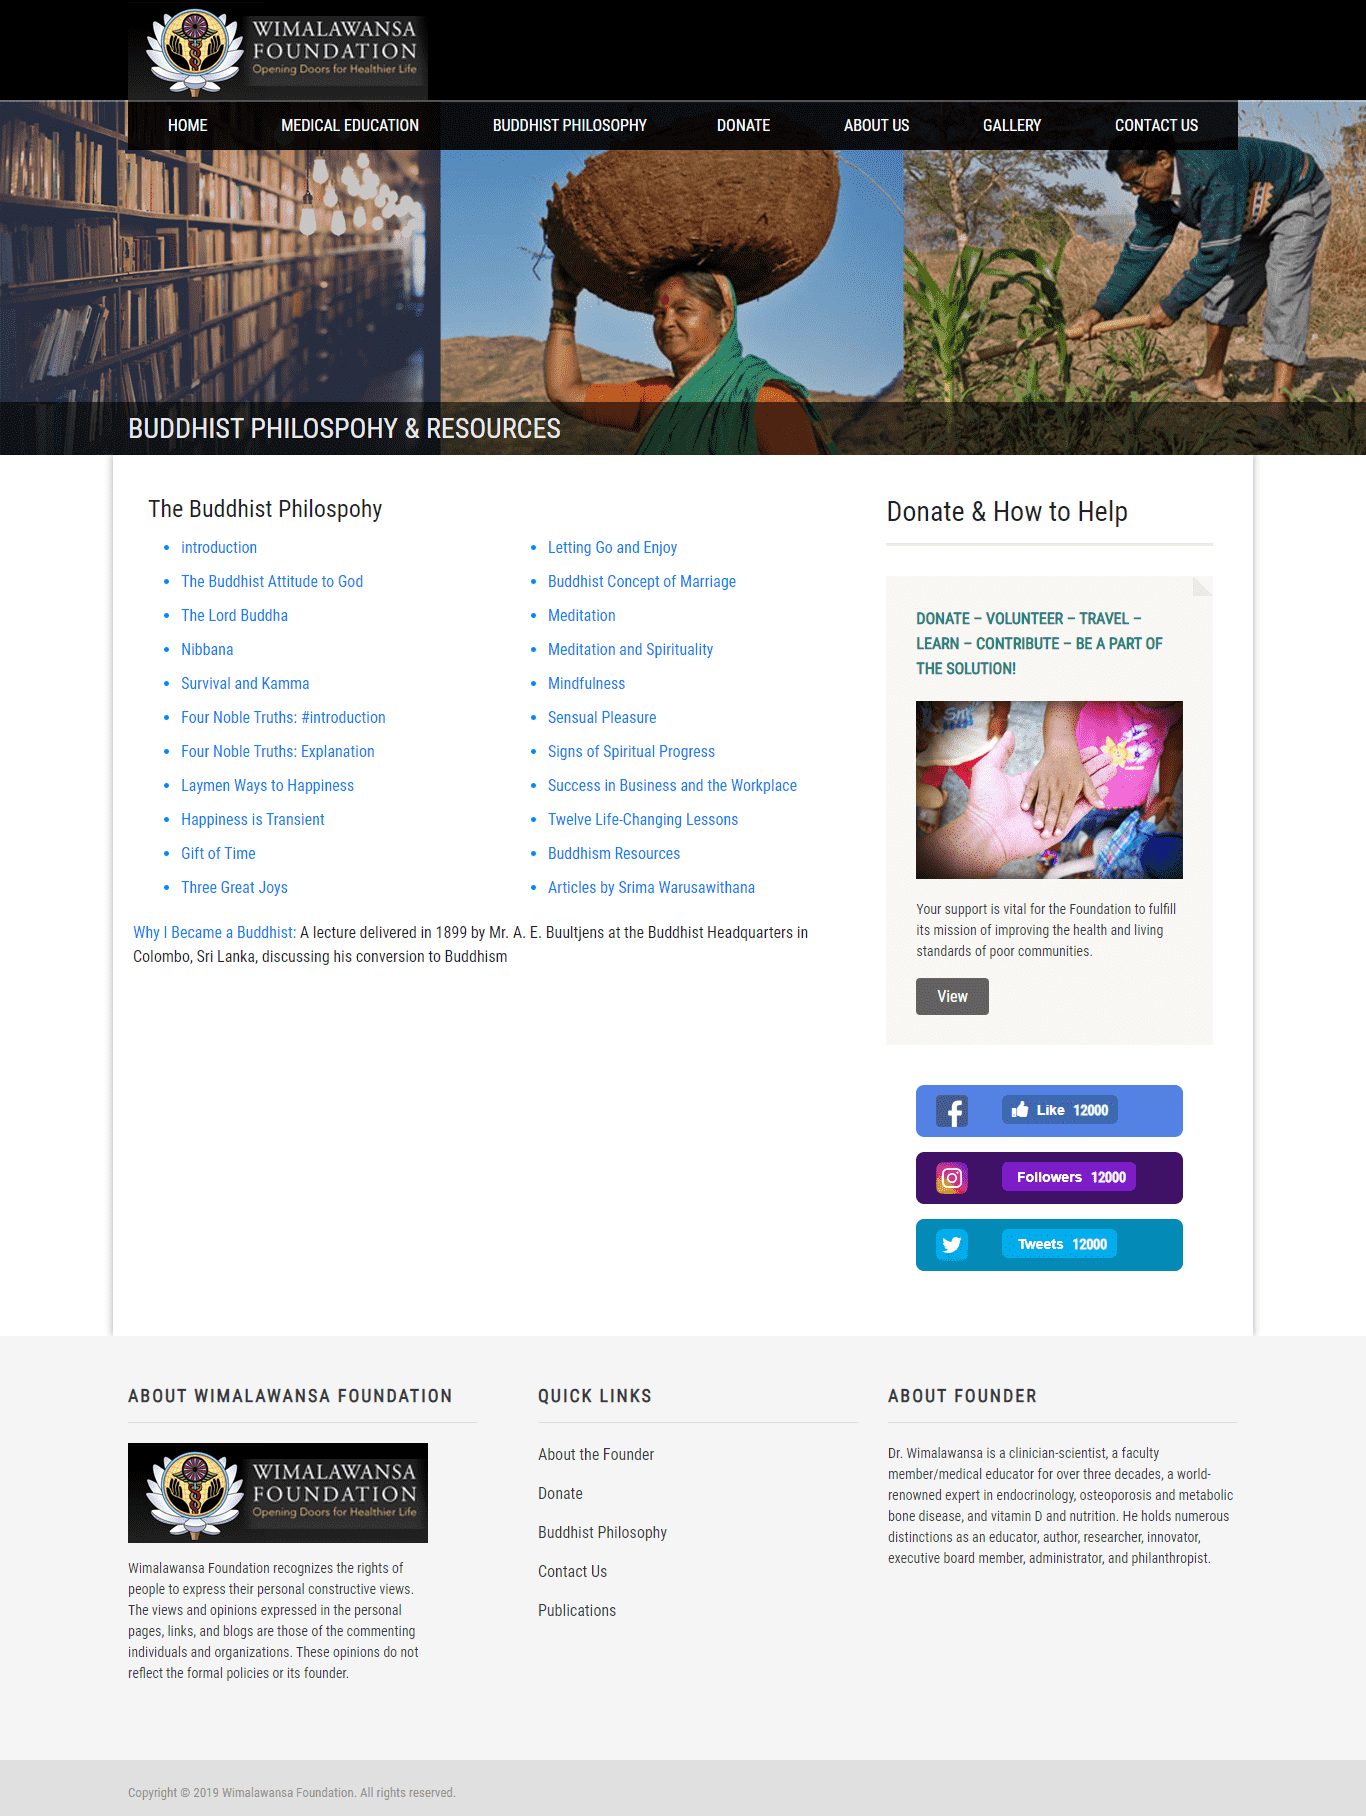 WIMALAWANSA
FOUNDATION
Opening Doors for Healthier Life
HOME MEDICAL EDUCATION BUDDHIST PHILOSOPHY DONATE ABOUT US GALLERY CONTACT US
BUDDHIST PHILOSPOHY & RESOURCES
The Buddhist Philospohy
introduction
The Buddhist Attitude to God
The Lord Buddha
Nibbana
Survival and Kamma
Four Noble Truths: #introduction
Four Noble Truths: Explanation
Laymen Ways to Happiness
Happiness is Transient
Gift of Time
Three Great Joys
Letting Go and Enjoy
Buddhist Concept of Marriage
Meditation
Meditation and Spirituality
Mindfulness
Sensual Pleasure
Signs of Spiritual Progress
Success in Business and the Workplace
Twelve Life-Changing Lessons
Buddhism Resources
Articles by Srima Warusawithana
Why I Became a Buddhist: A lecture delivered in 1899 by Mr. A. E. Buultjens at the Buddhist Headquarters in
Colombo, Sri Lanka, discussing his conversion to Buddhism
Donate & How to Help
DONATE – VOLUNTEER – TRAVEL –
LEARN – CONTRIBUTE – BE A PART OF
THE SOLUTION!
Your support is vital for the Foundation to fulfill
its mission of improving the health and living
standards of poor communities.
View
Like 12000
Followers 12000
Tweets 12000
ABOUT WIMALAWANSA FOUNDATION
WIMALAWANSA
FOUNDATION
Opening Doors for Healthier Life
Wimalawansa Foundation recognizes the rights of
people to express their personal constructive views.
The views and opinions expressed in the personal
pages, links, and blogs are those of the commenting
individuals and organizations. These opinions do not
reflect the formal policies or its founder.
QUICK LINKS
About the Founder
Donate
Buddhist Philosophy
Contact Us
Publications
ABOUT FOUNDER
Dr. Wimalawansa is a clinician-scientist, a faculty
member/medical educator for over three decades, a world-
renowned expert in endocrinology, osteoporosis and metabolic
bone disease, and vitamin D and nutrition. He holds numerous
distinctions as an educator, author, researcher, innovator,
executive board member, administrator, and philanthropist.
Copyright © 2019 Wimalawansa Foundation. All rights reserved.